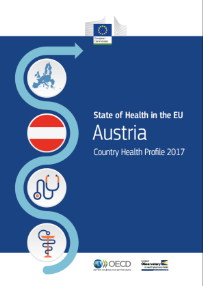 State of Health in the EU
Austria
Country Health Profile 2017
OECD